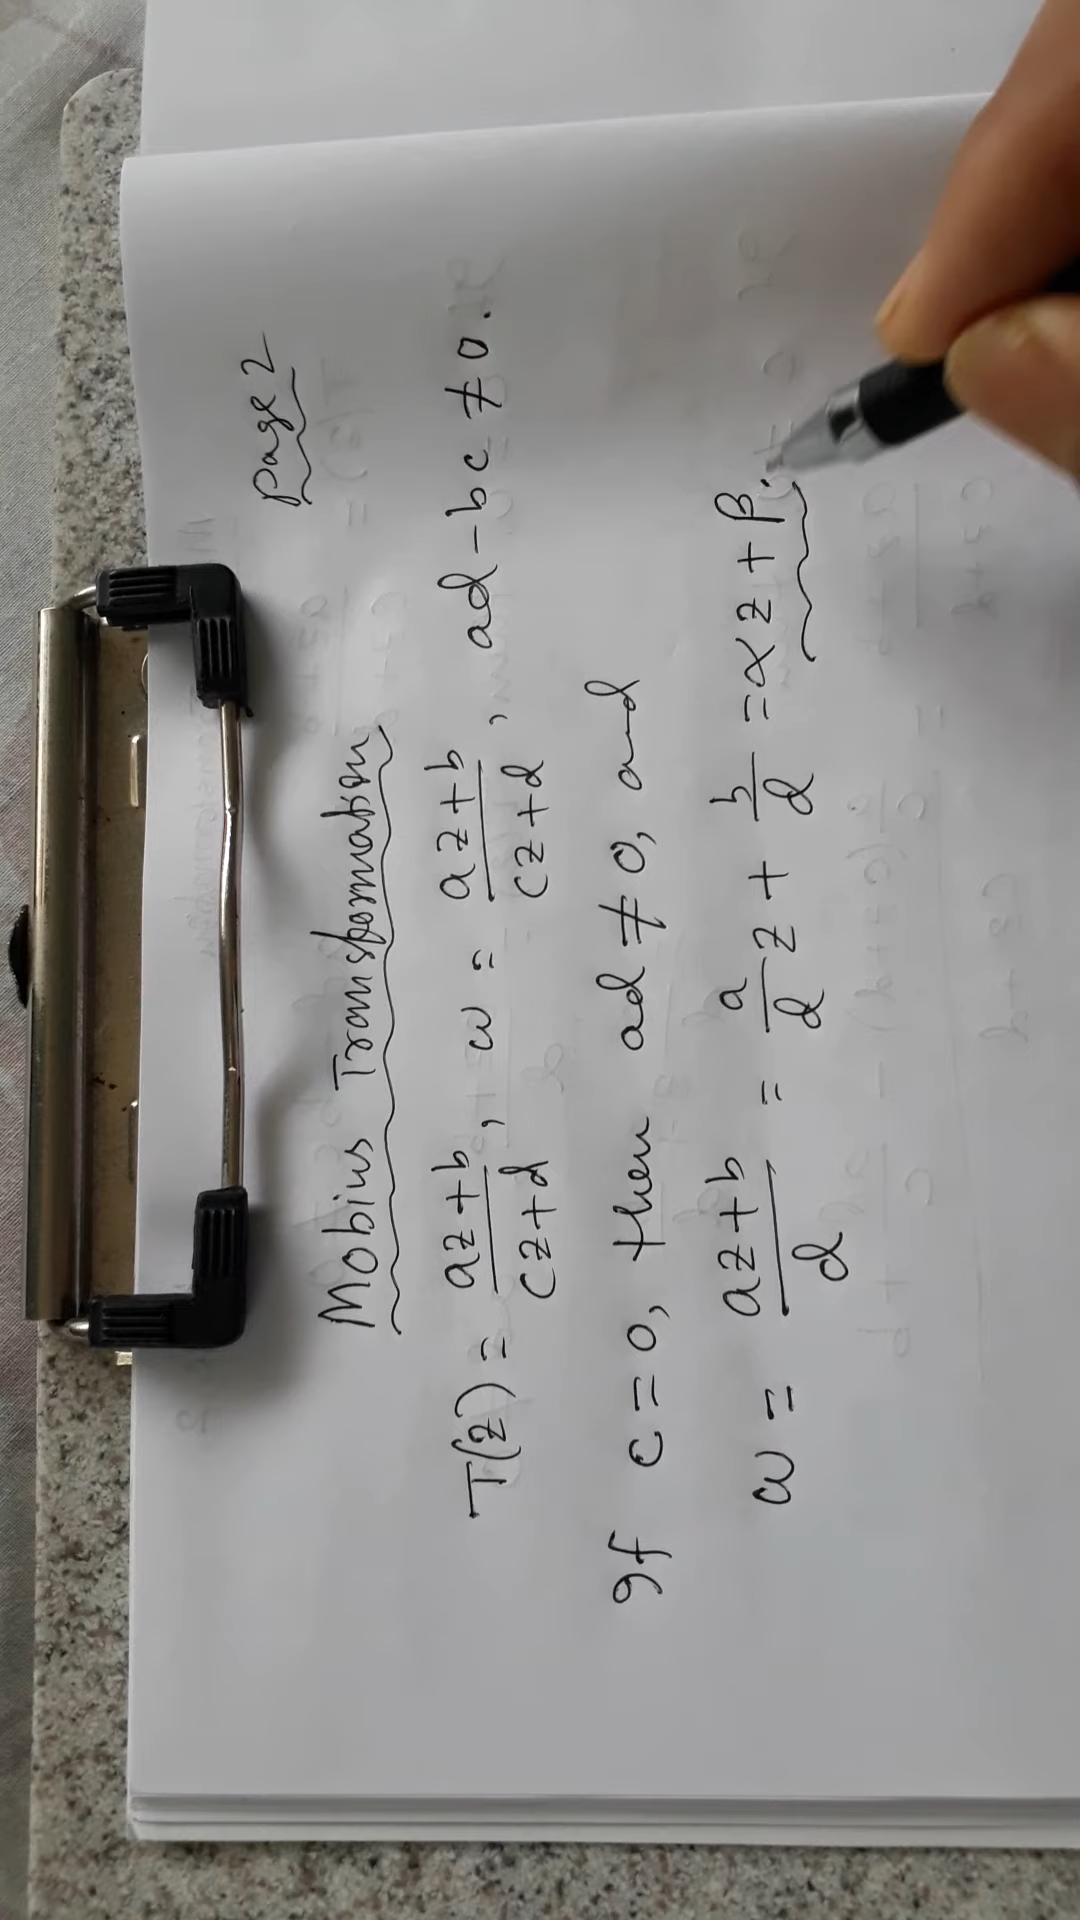 Page 2
Mobius Transformation
T(z) = az+b/cz+d, w = az+b/cz+d, ad-bc ≠ 0.
If c=0, then ad ≠ 0, and
w = az+b/d = a/d z + b/d = αz + β.